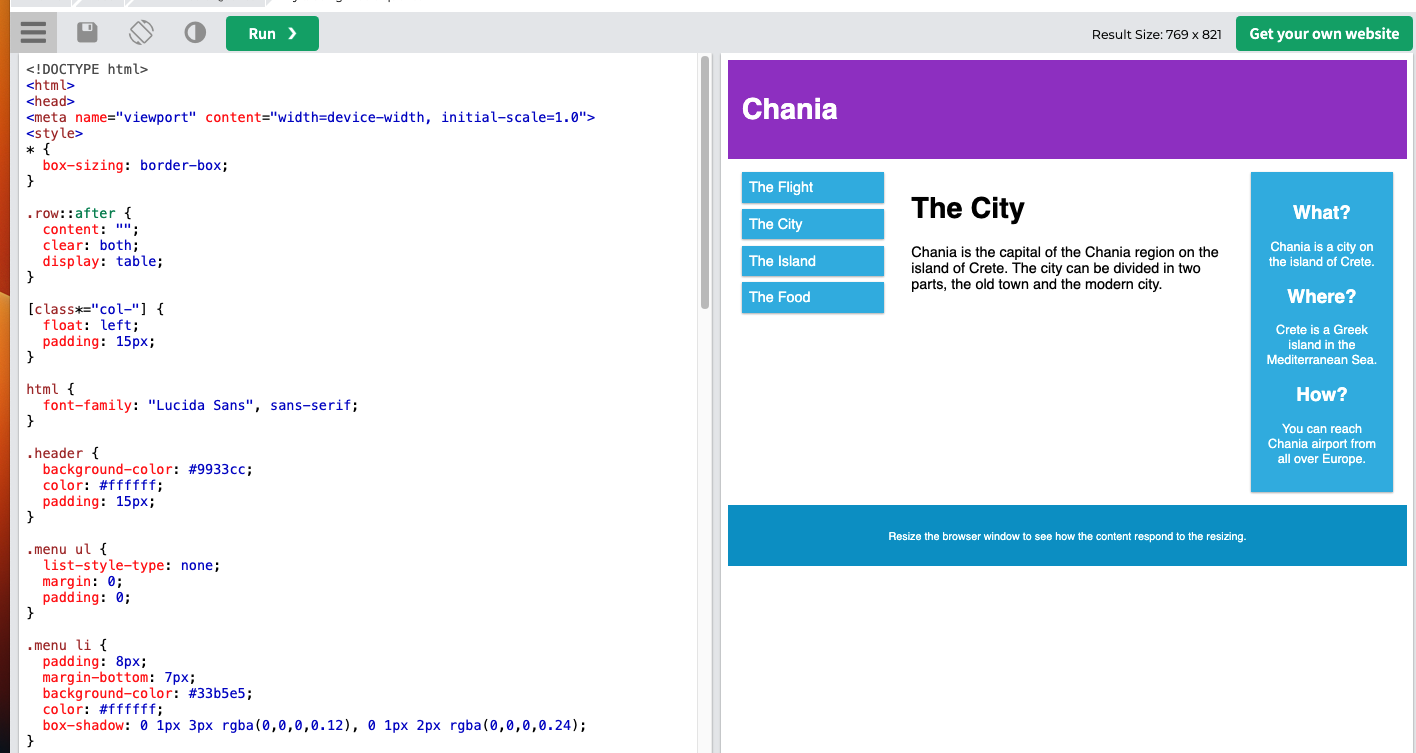 Run ❯
Result Size: 769 x 821
Get your own website
<!DOCTYPE html>
<html>
<head>
<meta name="viewport" content="width=device-width, initial-scale=1.0">
<style>
* {
  box-sizing: border-box;
}

.row::after {
  content: "";
  clear: both;
  display: table;
}

[class*="col-"] {
  float: left;
  padding: 15px;
}

html {
  font-family: "Lucida Sans", sans-serif;
}

.header {
  background-color: #9933cc;
  color: #ffffff;
  padding: 15px;
}

.menu ul {
  list-style-type: none;
  margin: 0;
  padding: 0;
}

.menu li {
  padding: 8px;
  margin-bottom: 7px;
  background-color: #33b5e5;
  color: #ffffff;
  box-shadow: 0 1px 3px rgba(0,0,0,0.12), 0 1px 2px rgba(0,0,0,0.24);
}
Chania
The Flight
The City
The Island
The Food
The City
Chania is the capital of the Chania region on the
island of Crete. The city can be divided in two
parts, the old town and the modern city.
What?
Chania is a city on
the island of Crete.
Where?
Crete is a Greek
island in the
Mediterranean Sea.
How?
You can reach
Chania airport from
all over Europe.
Resize the browser window to see how the content respond to the resizing.